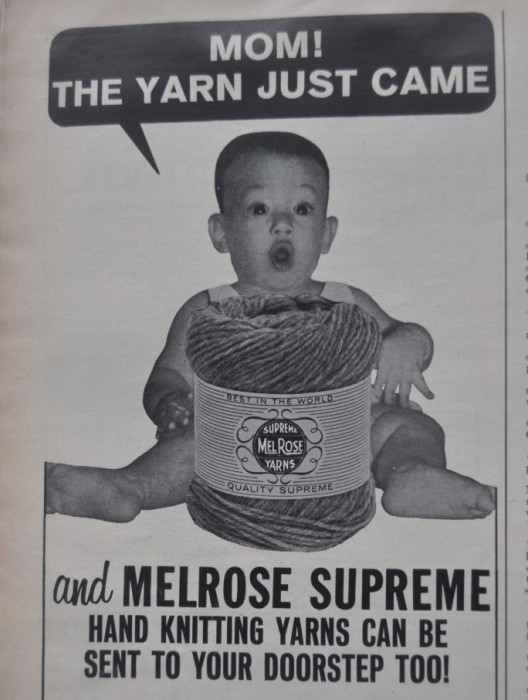 MOM!
THE YARN JUST CAME
BEST IN THE WORLD
SUPREME
MELROSE
YARNS
QUALITY SUPREME
and MELROSE SUPREME
HAND KNITTING YARNS CAN BE
SENT TO YOUR DOORSTEP TOO!